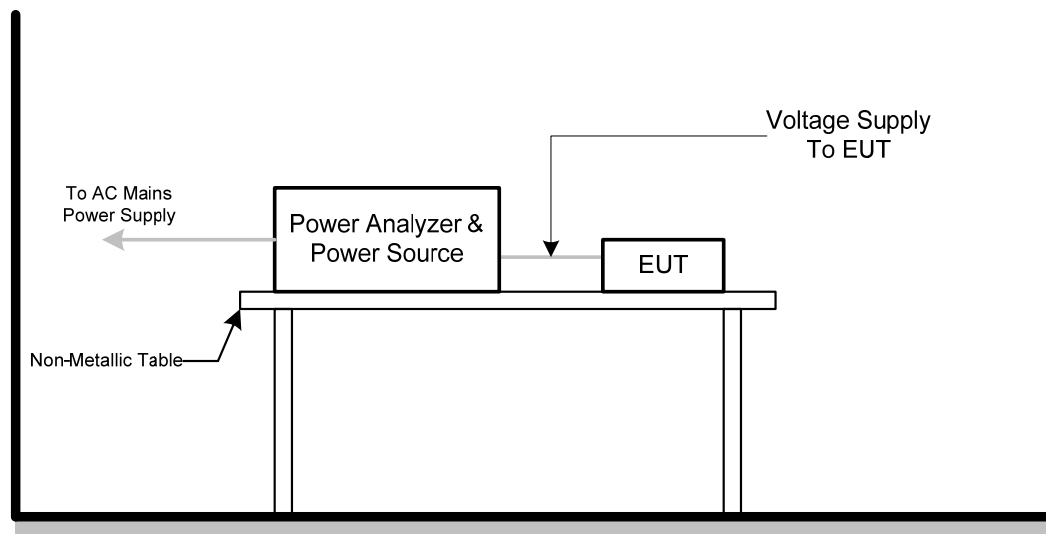 Voltage Supply
To EUT
To AC Mains
Power Supply
Power Analyzer &
Power Source
EUT
Non-Metallic Table